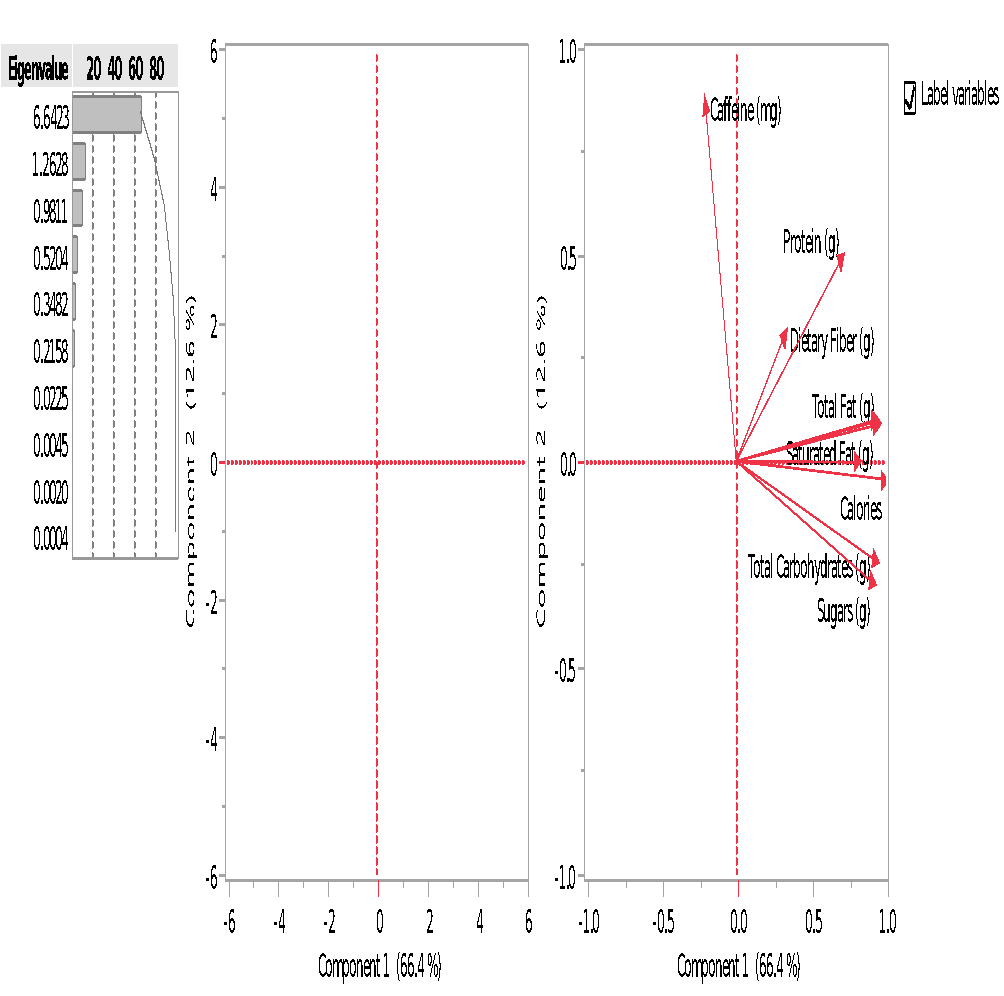 Eigenvalue 20 40 60 80
6.6423
1.2628
0.9811
0.5204
0.3482
0.2158
0.0225
0.0045
0.0020
0.0004
Component 2 (12.6 %)
6
4
2
0
-2
-4
-6
-6 -4 -2 0 2 4 6
Component 1 (66.4 %)
Component 2 (12.6 %)
1.0
0.5
0.0
-0.5
-1.0
Caffeine (mg)
Protein (g)
Dietary Fiber (g)
Total Fat (g)
Saturated Fat (g)
Calories
Total Carbohydrates (g)
Sugars (g)
-1.0 -0.5 0.0 0.5 1.0
Component 1 (66.4 %)
Label variables